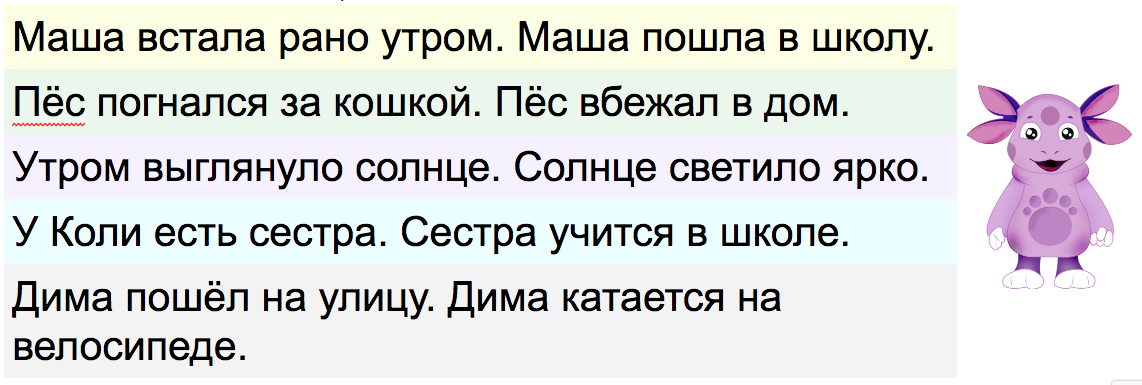 Маша встала рано утром. Маша пошла в школу.
Пёс погнался за кошкой. Пёс вбежал в дом.
Утром выглянуло солнце. Солнце светило ярко.
У Коли есть сестра. Сестра учится в школе.
Дима пошёл на улицу. Дима катается на
велосипеде.